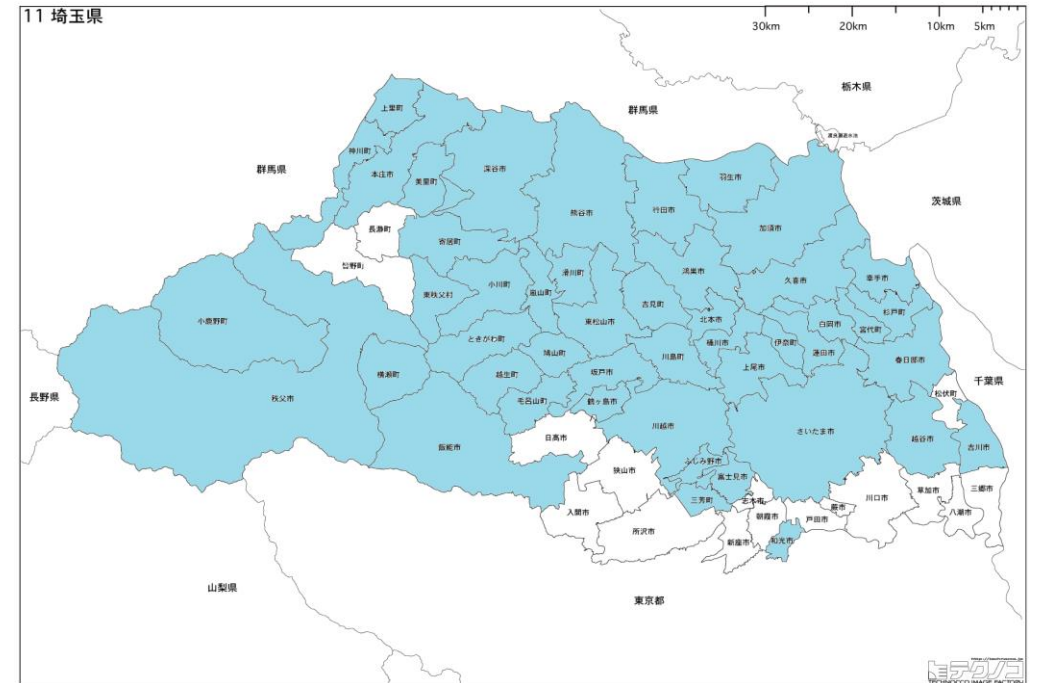 11 埼玉県
30km
20km
10km
5km
栃木県
群馬県
上里町
神川町
群馬県
本庄市
美里町
深谷市
羽生市
茨城県
長瀞町
熊谷市
行田市
加須市
皆野町
寄居町
滑川町
鴻巣市
久喜市
幸手市
小鹿野町
東秩父村
小川町
嵐山町
吉見町
杉戸町
東松山市
北本市
白岡市
宮代町
ときがわ町
鳩山町
川島町
桶川市
伊奈町
蓮田市
春日部市
横瀬町
越生町
坂戸市
上尾市
千葉県
長野県
秩父市
毛呂山町
鶴ヶ島市
松伏町
飯能市
日高市
川越市
さいたま市
越谷市
吉川市
ふじみ野市
狭山市
富士見市
三芳町
志木市
川口市
草加市
三郷市
入間市
所沢市
朝霞市
戸田市
蕨市
八潮市
新座市
和光市
山梨県
東京都
テクノコ
TECHNOCCO IMAGE FACTORY